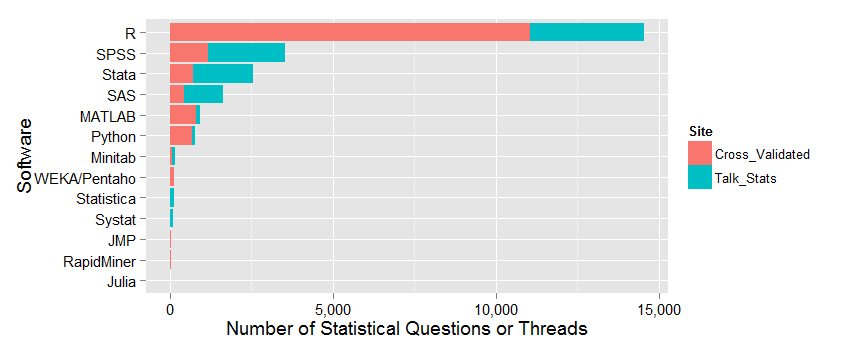 Software
R
SPSS
Stata
SAS
MATLAB
Python
Minitab
WEKA/Pentaho
Statistica
Systat
JMP
RapidMiner
Julia
0
5,000
10,000
15,000
Number of Statistical Questions or Threads
Site
Cross_Validated
Talk_Stats